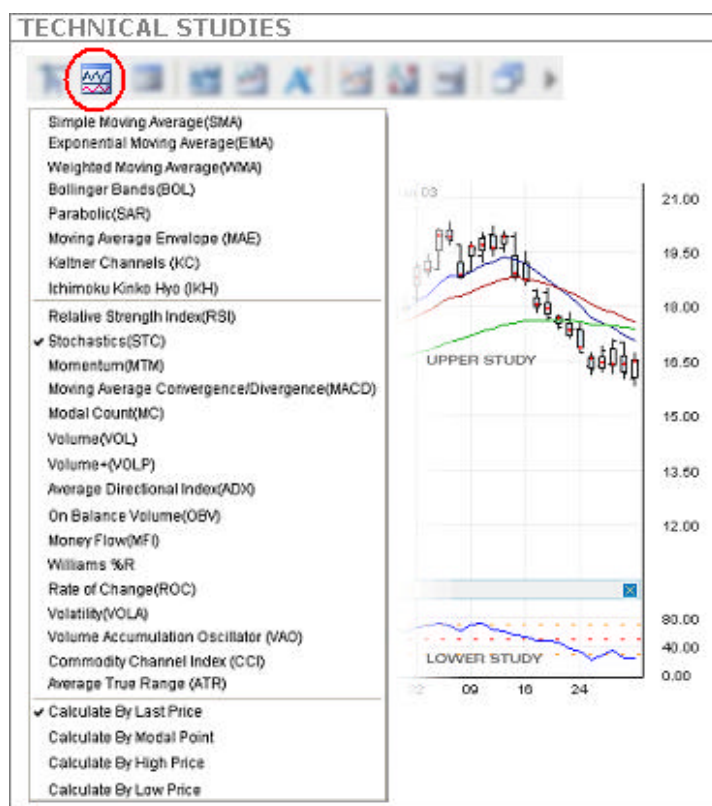 TECHNICAL STUDIES
Simple Moving Average(SMA)
Exponential Moving Average(EMA)
Weighted Moving Average(WMA)
Bollinger Bands(BOL)
Parabolic(SAR)
Moving Average Envelope (MAE)
Keltner Channels (KC)
Ichimoku Kinko Hyo (IKH)
Relative Strength Index(RSI)
Stochastics(STC)
Momentum(MTM)
Moving Average Convergence/Divergence(MACD)
Modal Count(MC)
Volume(VOL)
Volume+(VOLP)
Average Directional Index(ADX)
On Balance Volume(OBV)
Money Flow(MFI)
Williams %R
Rate of Change(ROC)
Volatility(VOLA)
Volume Accumulation Oscillator (VAO)
Commodity Channel Index (CCI)
Average True Range (ATR)
Calculate By Last Price
Calculate By Modal Point
Calculate By High Price
Calculate By Low Price
03
21.00
19.50
18.00
UPPER STUDY
16.50
15.00
13.50
12.00
80.00
40.00
LOWER STUDY
0.00
09 16 24